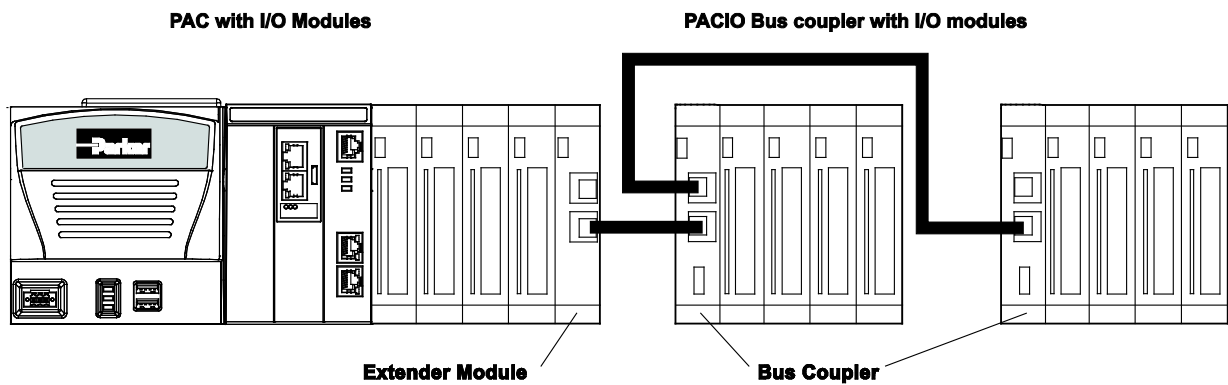 PAC with I/O Modules
PACIO Bus coupler with I/O modules
Parker
Extender Module
Bus Coupler